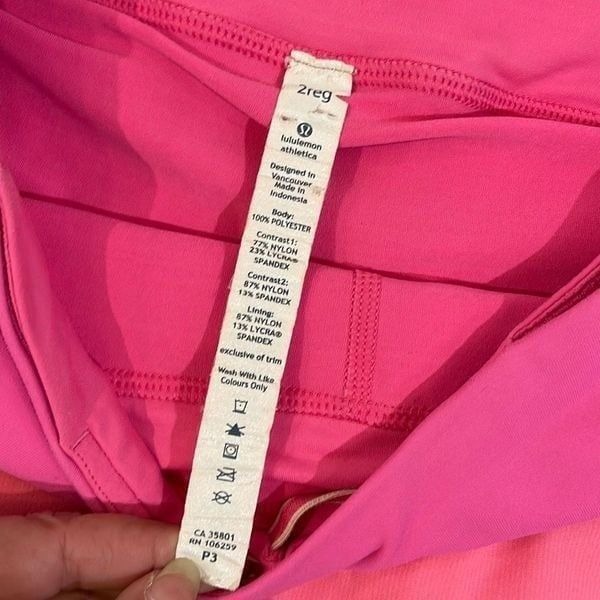 2reg
lululemon
athletica
Designed in
Vancouver
Made in
Indonesia
Body:
100% POLYESTER
Contrast1:
77% NYLON
23% LYCRA®
SPANDEX
Contrast2:
87% NYLON
13% SPANDEX
Lining:
87% NYLON
13% LYCRA®
SPANDEX
exclusive of trim
Wash With Like
Colours Only
CA 35801
RN 106259
P3